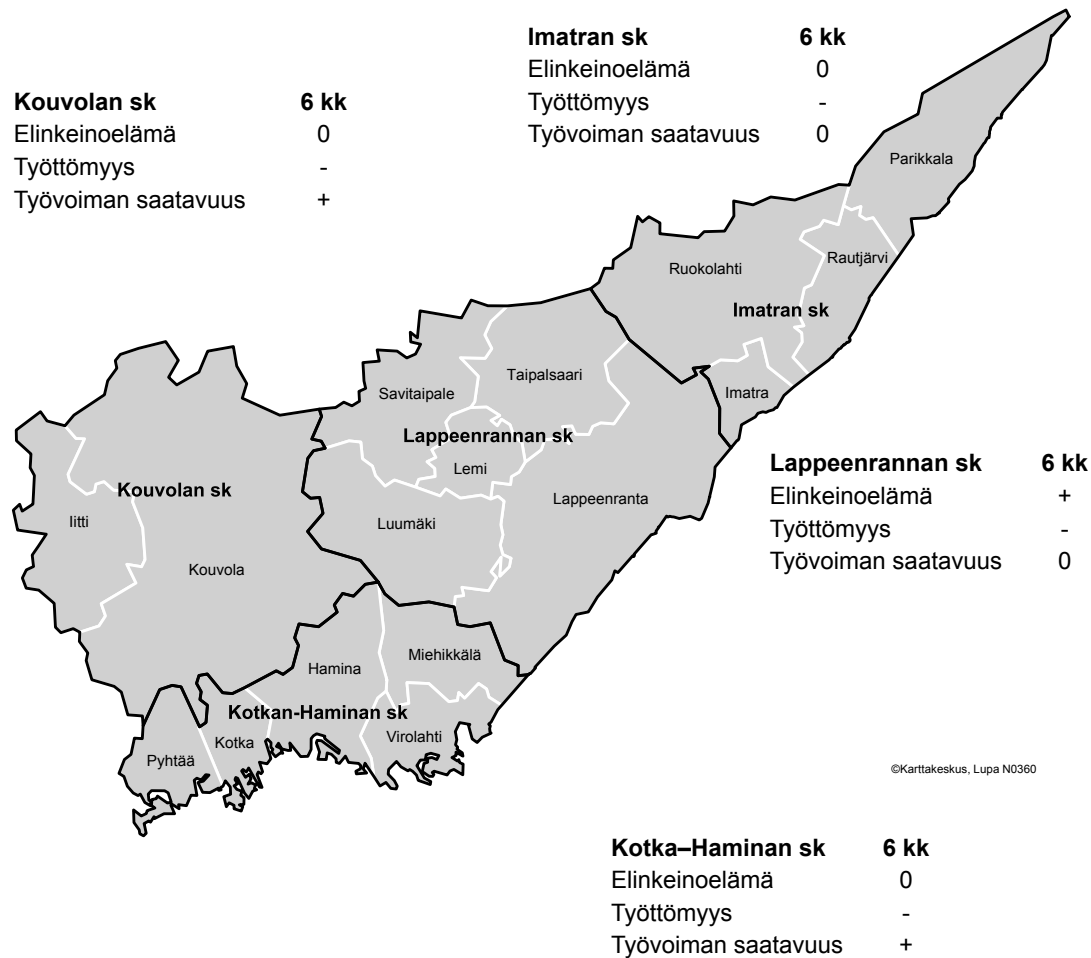 Imatran sk 6 kk
Elinkeinoelämä 0
Työttömyys -
Työvoiman saatavuus 0
Kouvolan sk 6 kk
Elinkeinoelämä 0
Työttömyys -
Työvoiman saatavuus +
Parikkala
Ruokolahti
Rautjärvi
Imatran sk
Imatra
Savitaipale
Taipalsaari
Lappeenrannan sk
Lemi
Lappeenranta
Luumäki
Kouvolan sk
Iitti
Kouvola
Lappeenrannan sk 6 kk
Elinkeinoelämä +
Työttömyys -
Työvoiman saatavuus 0
Hamina
Miehikkälä
Kotkan-Haminan sk
Virolahti
Kotka
Pyhtää
©Karttakeskus, Lupa N0360
Kotka–Haminan sk 6 kk
Elinkeinoelämä 0
Työttömyys -
Työvoiman saatavuus +